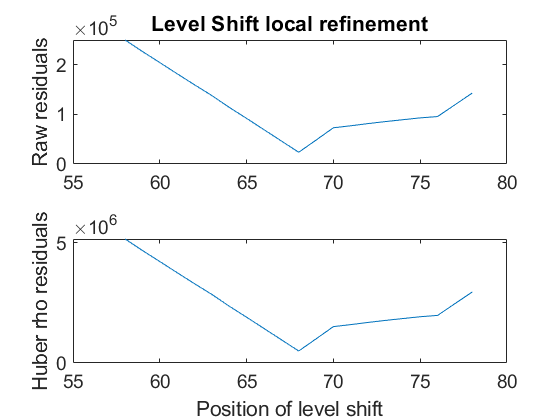 Level Shift local refinement
×10^5
Raw residuals
2
1
0
55 60 65 70 75 80
×10^6
Huber rho residuals
5
0
55 60 65 70 75 80
Position of level shift